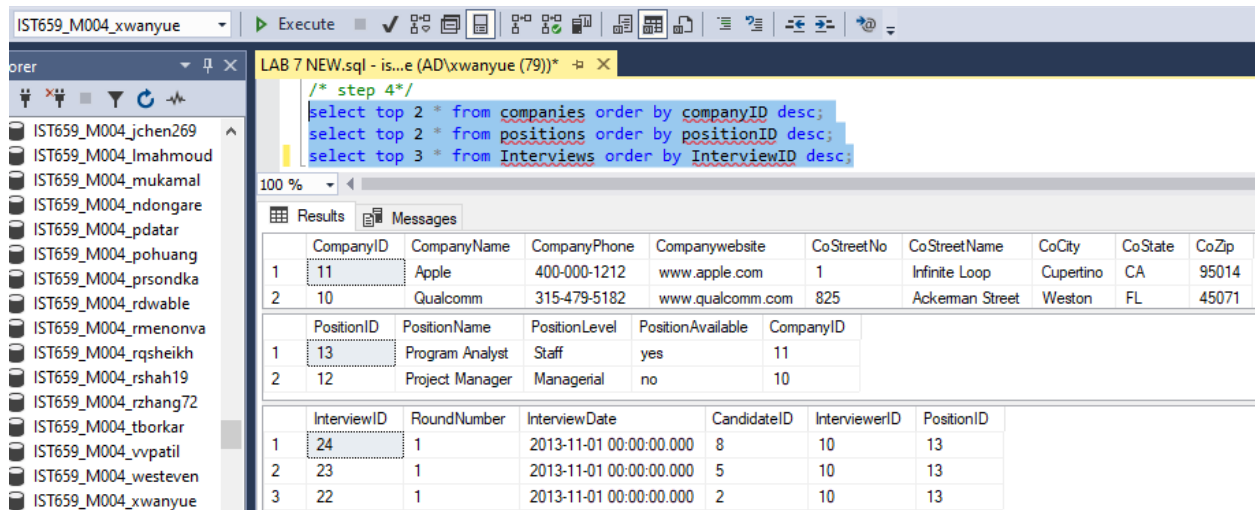 IST659_M004_xwanyue Execute
orer
LAB 7 NEW.sql - is...e (AD\xwanyue (79))*
IST659_M004_jchen269
IST659_M004_lmahmoud
IST659_M004_mukamal
IST659_M004_ndongare
IST659_M004_pdatar
IST659_M004_pohuang
IST659_M004_prsondka
IST659_M004_rdwable
IST659_M004_rmenonva
IST659_M004_rqsheikh
IST659_M004_rshah19
IST659_M004_rzhang72
IST659_M004_tborkar
IST659_M004_vvpatil
IST659_M004_westeven
IST659_M004_xwanyue
/* step 4*/
select top 2 * from companies order by companyID desc;
select top 2 * from positions order by positionID desc;
select top 3 * from Interviews order by InterviewID desc;
100 %
Results Messages
CompanyID CompanyName CompanyPhone Companywebsite CoStreetNo CoStreetName CoCity CoState CoZip
1 11 Apple 400-000-1212 www.apple.com 1 Infinite Loop Cupertino CA 95014
2 10 Qualcomm 315-479-5182 www.qualcomm.com 825 Ackerman Street Weston FL 45071
PositionID PositionName PositionLevel PositionAvailable CompanyID
1 13 Program Analyst Staff yes 11
2 12 Project Manager Managerial no 10
InterviewID RoundNumber InterviewDate CandidateID InterviewerID PositionID
1 24 1 2013-11-01 00:00:00.000 8 10 13
2 23 1 2013-11-01 00:00:00.000 5 10 13
3 22 1 2013-11-01 00:00:00.000 2 10 13